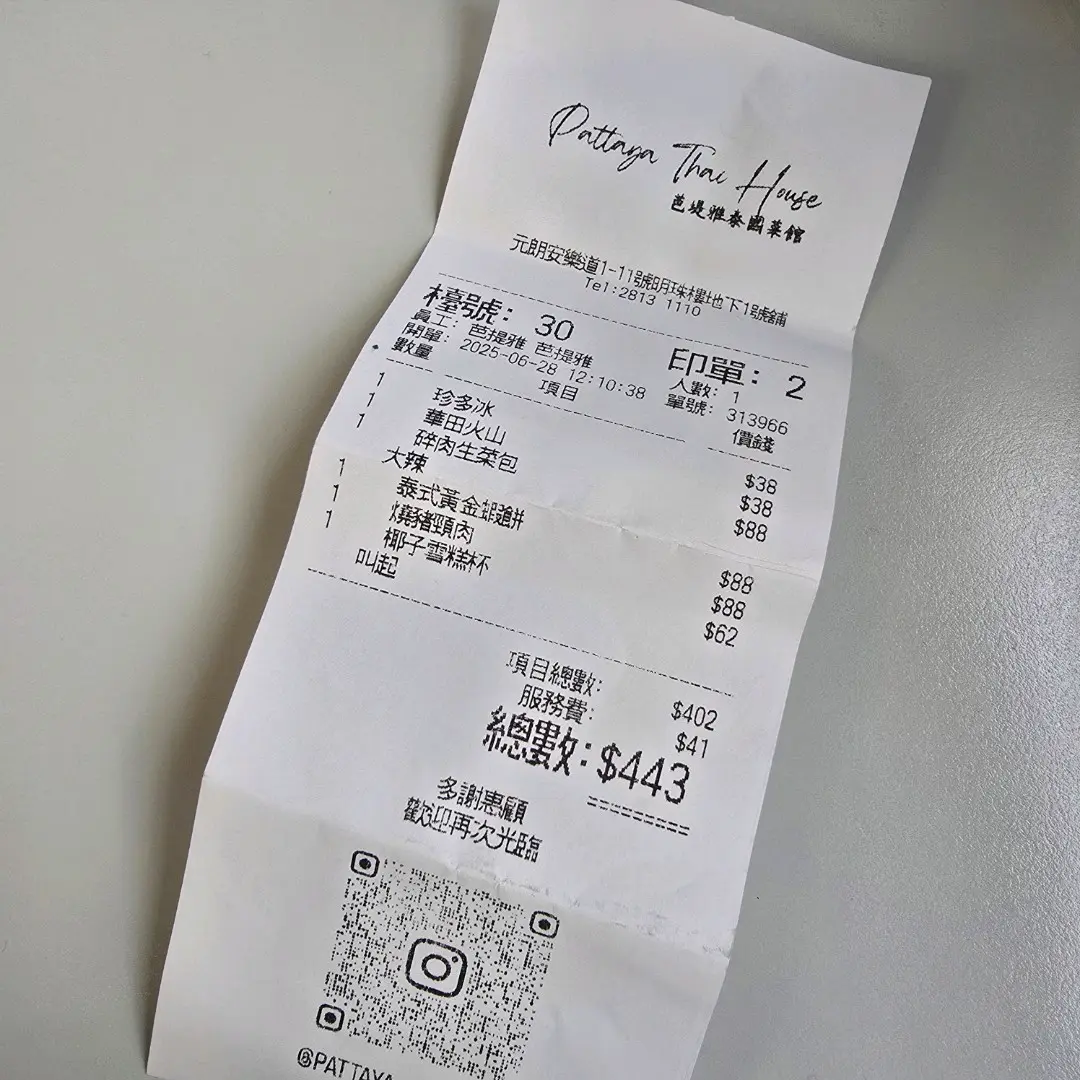 Pattaya Thai House
芭堤雅泰國菜館
元朗安樂道1-11號明珠樓地下1號舖
Tel:2813 1110
檯號: 30 印單: 2
員工: 芭提雅 芭提雅 人數: 1
開單: 2025-06-28 12:10:38 單號: 313966
數量 項目 價錢
1 珍多冰 $38
1 華田火山 $38
1 碎肉生菜包 $88
大辣
1 泰式黃金蝦餅 $88
1 燒豬頸肉 $88
1 椰子雪糕杯 $62
叫起
項目總數: $402
服務費: $41
總數: $443
多謝惠顧
歡迎再次光臨
@PATTAYA